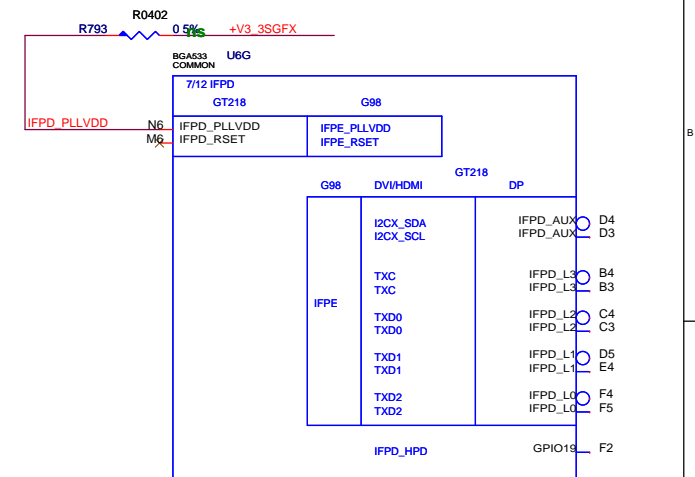 R0402
R793 0 5% ns +V3_3SGFX
BGA533 U6G
COMMON
7/12 IFPD
GT218 G98
IFPD_PLLVDD N6 IFPD_PLLVDD IFPE_PLLVDD
M6 IFPD_RSET IFPE_RSET
GT218
G98 DVI/HDMI DP
B
I2CX_SDA IFPD_AUX D4
I2CX_SCL IFPD_AUX D3
TXC IFPD_L3 B4
TXC IFPD_L3 B3
IFPE
TXD0 IFPD_L2 C4
TXD0 IFPD_L2 C3
TXD1 IFPD_L1 D5
TXD1 IFPD_L1 E4
TXD2 IFPD_L0 F4
TXD2 IFPD_L0 F5
IFPD_HPD GPIO19 F2